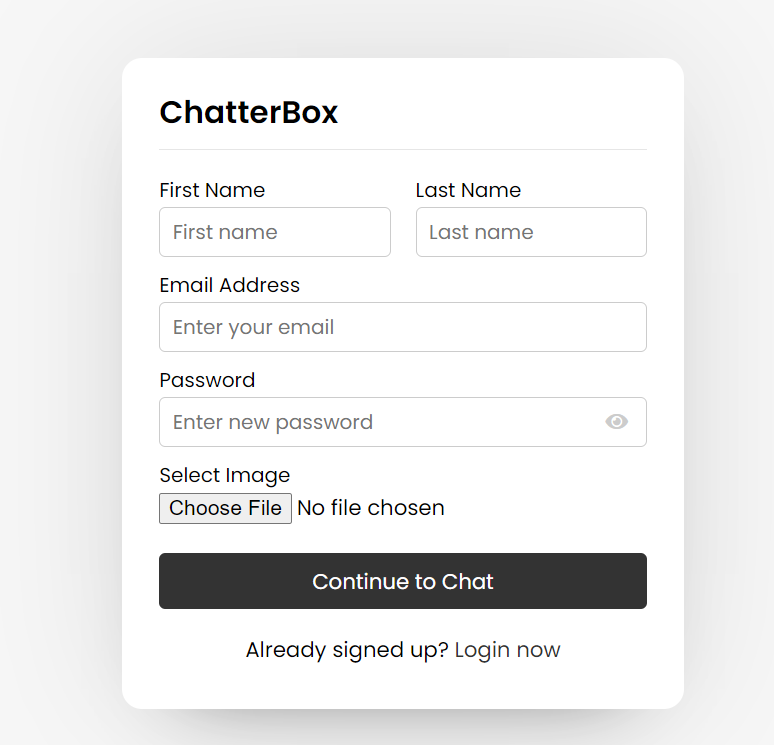 ChatterBox
First Name Last Name
First name Last name
Email Address
Enter your email
Password
Enter new password
Select Image
Choose File No file chosen
Continue to Chat
Already signed up? Login now